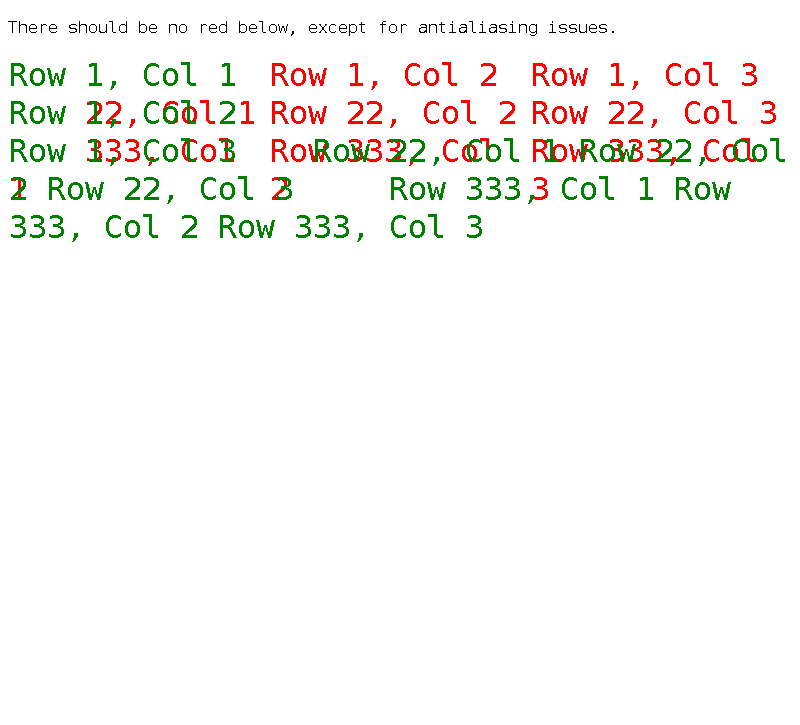 There should be no red below, except for antialiasing issues.
Row 1, Col 1 Row 1, Col 2 Row 1, Col 3
Row 1, Col 2
Row 22, Col 1 Row 22, Col 2 Row 22, Col 3
Row 1, Col 3 Row 22, Col 1 Row 22, Col
Row 333, Col Row 333, Col Row 333, Col
2 Row 22, Col 3 Row 333, Col 1 Row
1 2 3
333, Col 2 Row 333, Col 3